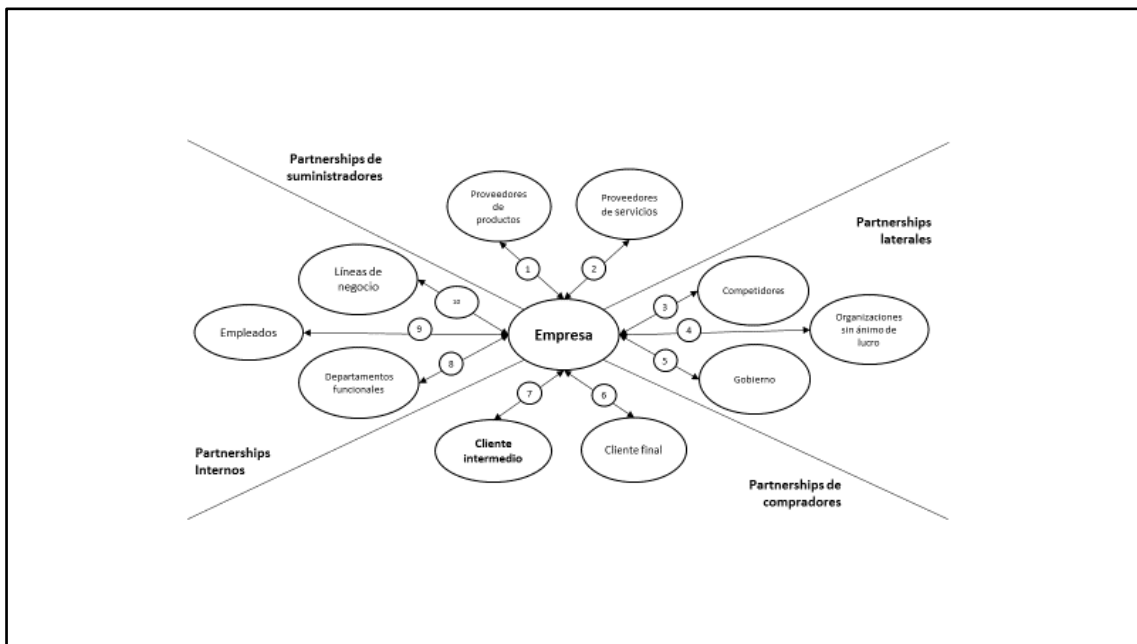 Partnerships de
suministradores
Proveedores
de
productos
Proveedores
de servicios
Partnerships
laterales
1
2
Líneas de
negocio
10
3
Competidores
Empleados
9
Empresa
4
Organizaciones
sin ánimo de
lucro
Departamentos
funcionales
8
5
Gobierno
7
6
Cliente
intermedio
Cliente final
Partnerships
Internos
Partnerships de
compradores